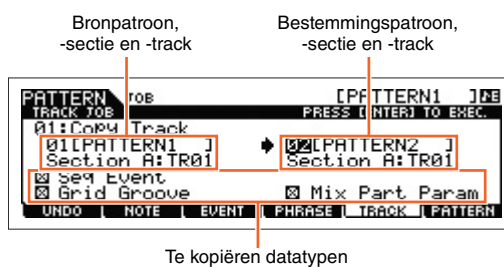 Bronpatroon,
-sectie en -track
Bestemmingspatroon,
-sectie en -track
PATTERN JOB [PATTERN1 ]
TRACK JOB PRESS [ENTER] TO EXEC.
01:Copy Track
01[PATTERN1 ] 02[PATTERN2 ]
Section A:TR01 Section A:TR01
Seq Event
Grid Groove Mix Part Param
UNDO NOTE EVENT PHRASE TRACK PATTERN
Te kopiëren datatypen